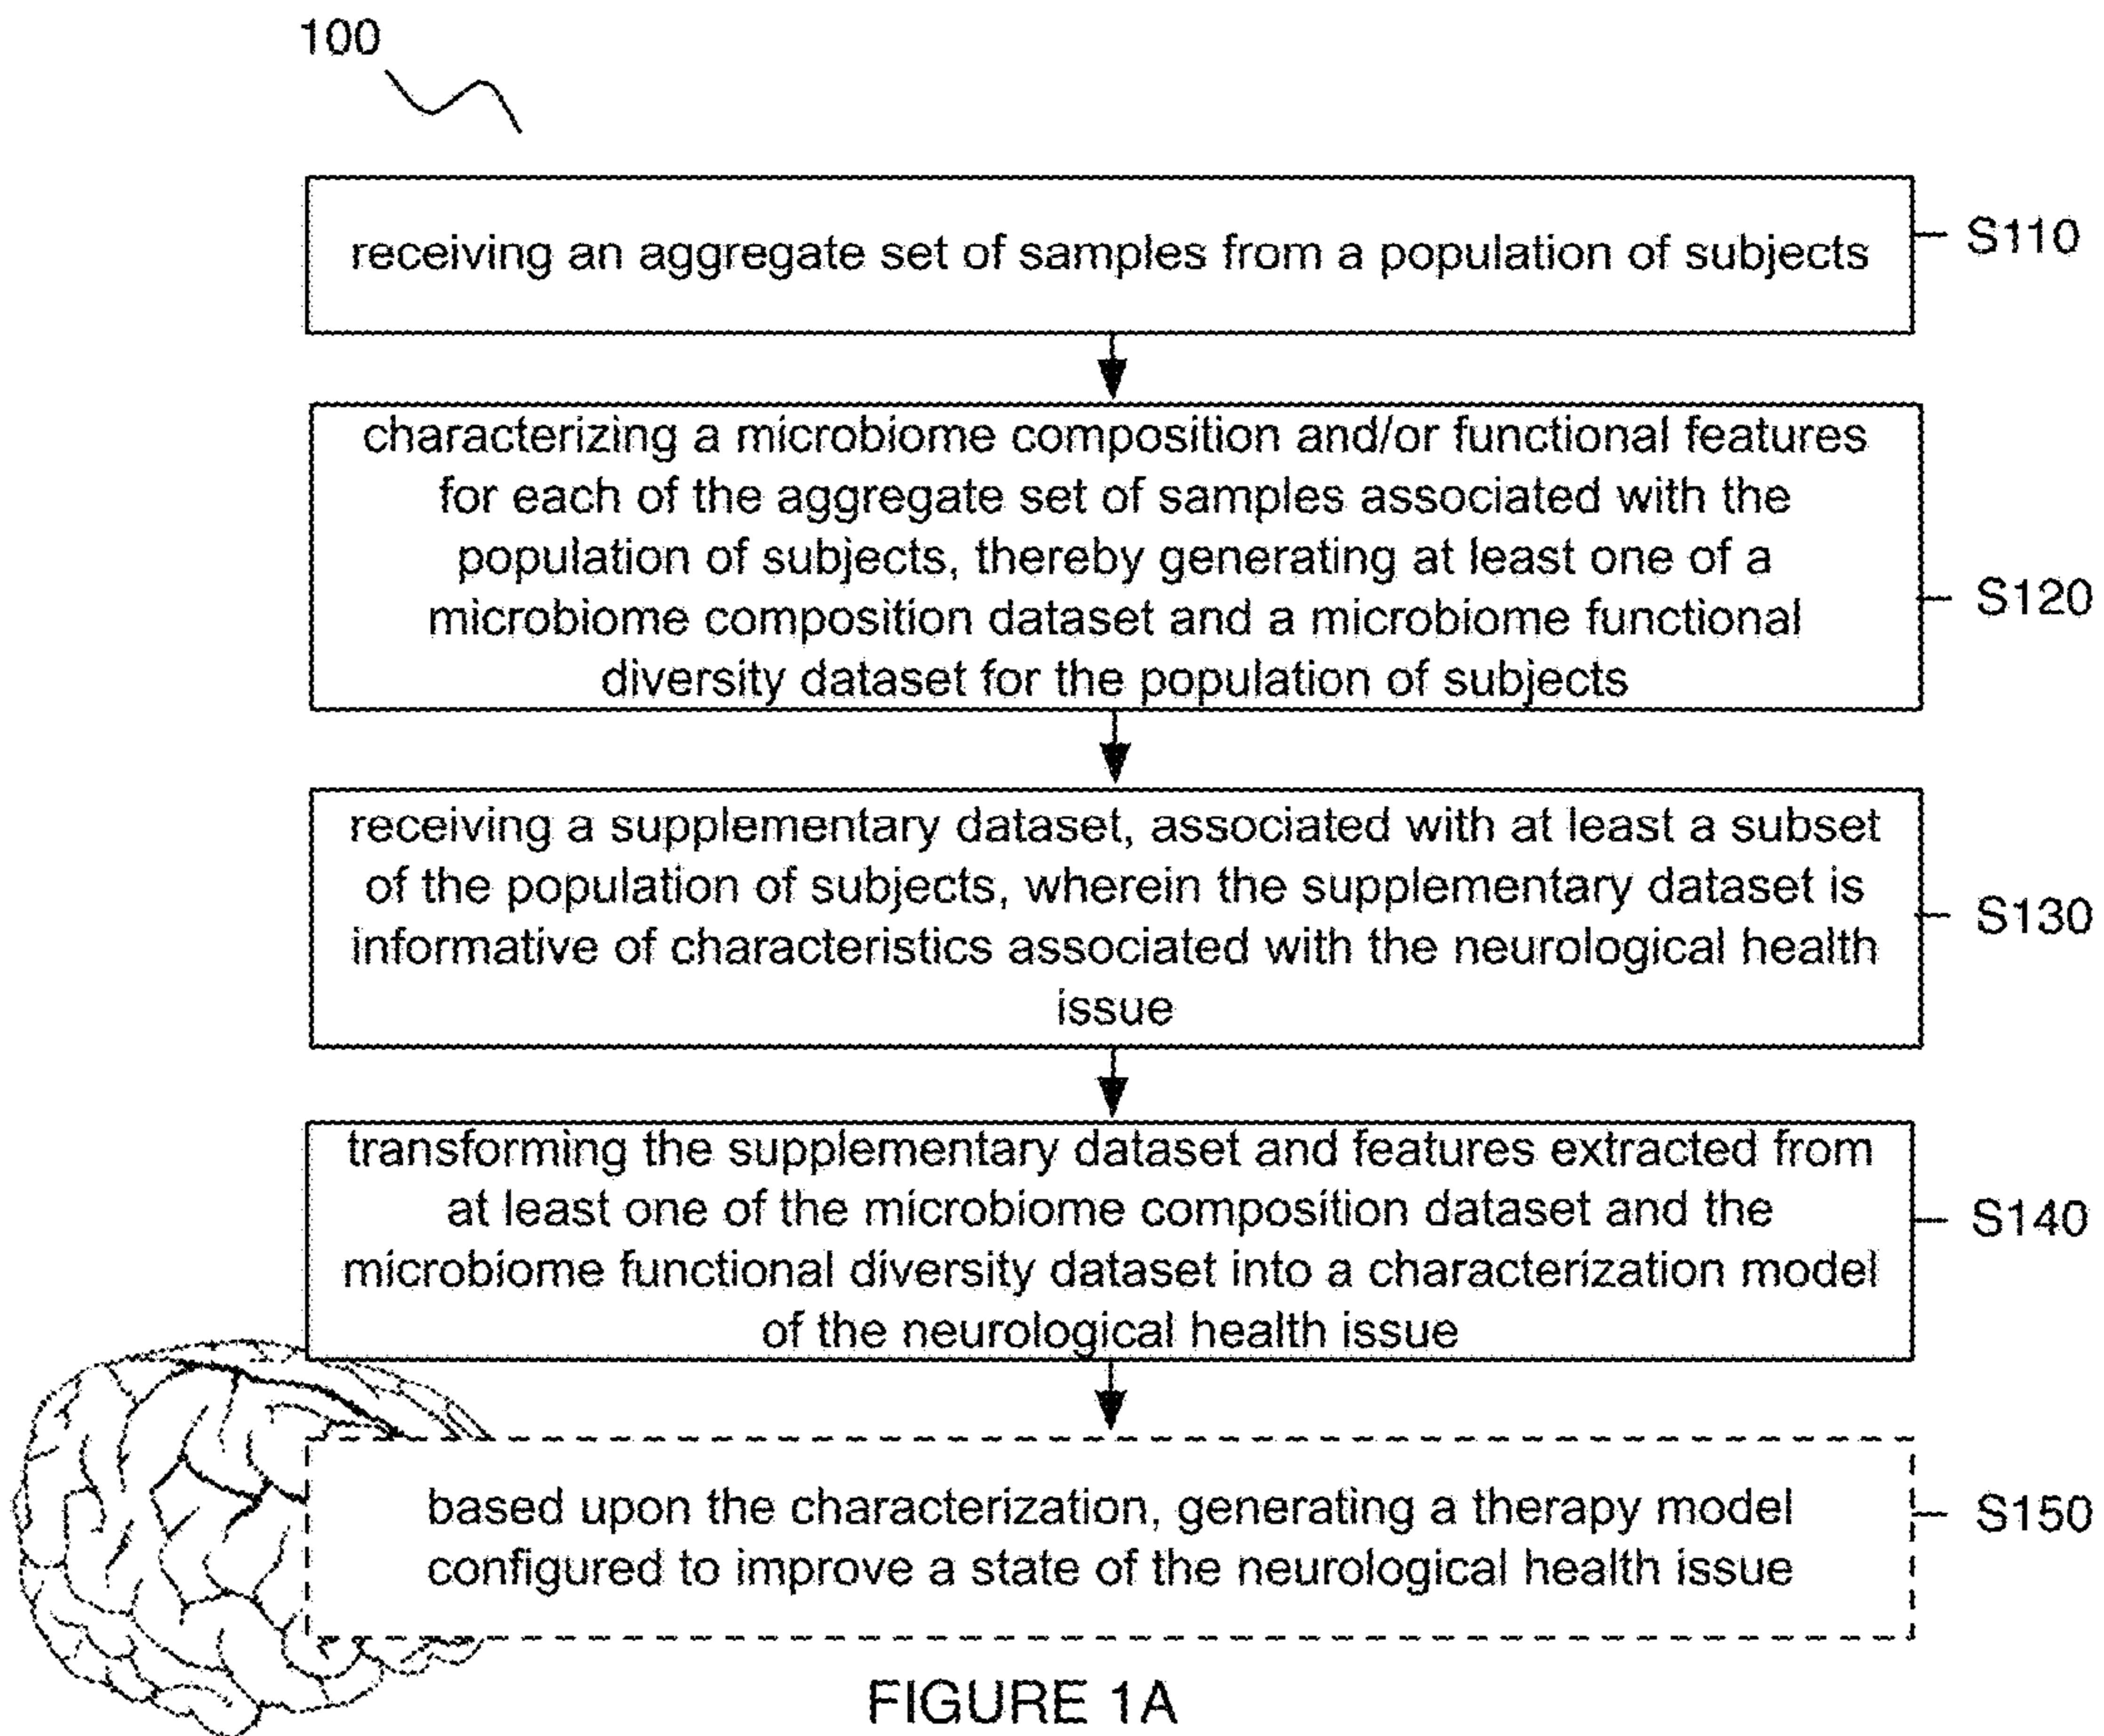 100
receiving an aggregate set of samples from a population of subjects
S110
characterizing a microbiome composition and/or functional features
for each of the aggregate set of samples associated with the
population of subjects, thereby generating at least one of a
microbiome composition dataset and a microbiome functional
diversity dataset for the population of subjects
S120
receiving a supplementary dataset, associated with at least a subset
of the population of subjects, wherein the supplementary dataset is
informative of characteristics associated with the neurological health
issue
S130
transforming the supplementary dataset and features extracted from
at least one of the microbiome composition dataset and the
microbiome functional diversity dataset into a characterization model
of the neurological health issue
S140
based upon the characterization, generating a therapy model
configured to improve a state of the neurological health issue
S150
FIGURE 1A